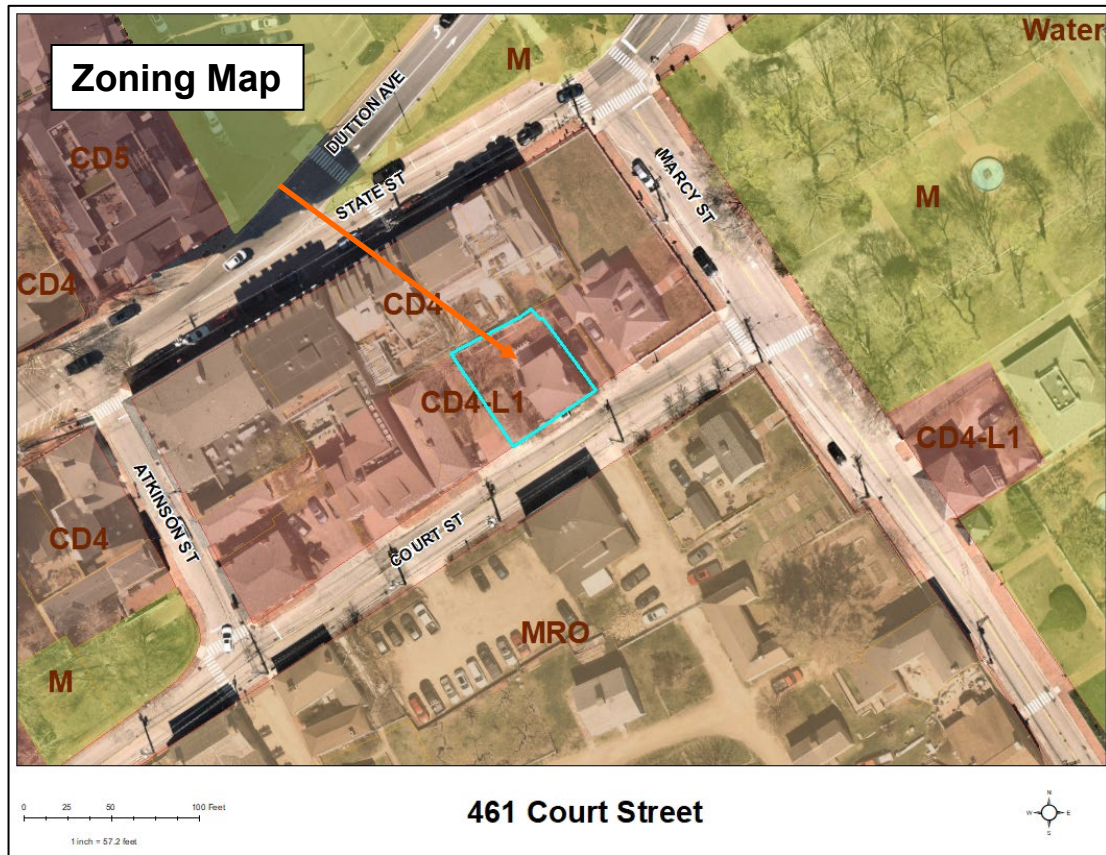 Zoning Map
Water
M
DUTTON AVE
CD5
STATE ST
MARCY ST
M
CD4
CD4
CD4-L1
CD4-L1
ATKINSON ST
COURT ST
CD4
MRO
M
0 25 50 100 Feet
1 inch = 57.2 feet
461 Court Street
N
W E
S